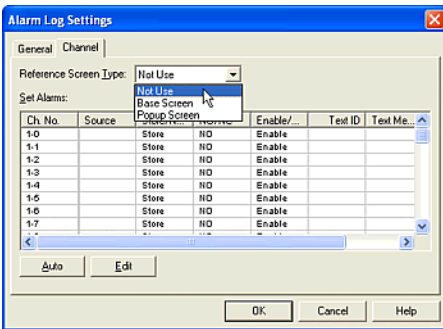 Alarm Log Settings
General Channel
Reference Screen Type: Not Use
Not Use
Base Screen
Popup Screen
Set Alarms:
Ch. No. Source Enable/... Text ID Text Me...
1-0 Store NO Enable
1-1 Store NO Enable
1-2 Store NO Enable
1-3 Store NO Enable
1-4 Store NO Enable
1-5 Store NO Enable
1-6 Store NO Enable
1-7 Store NO Enable
Auto Edit
OK Cancel Help